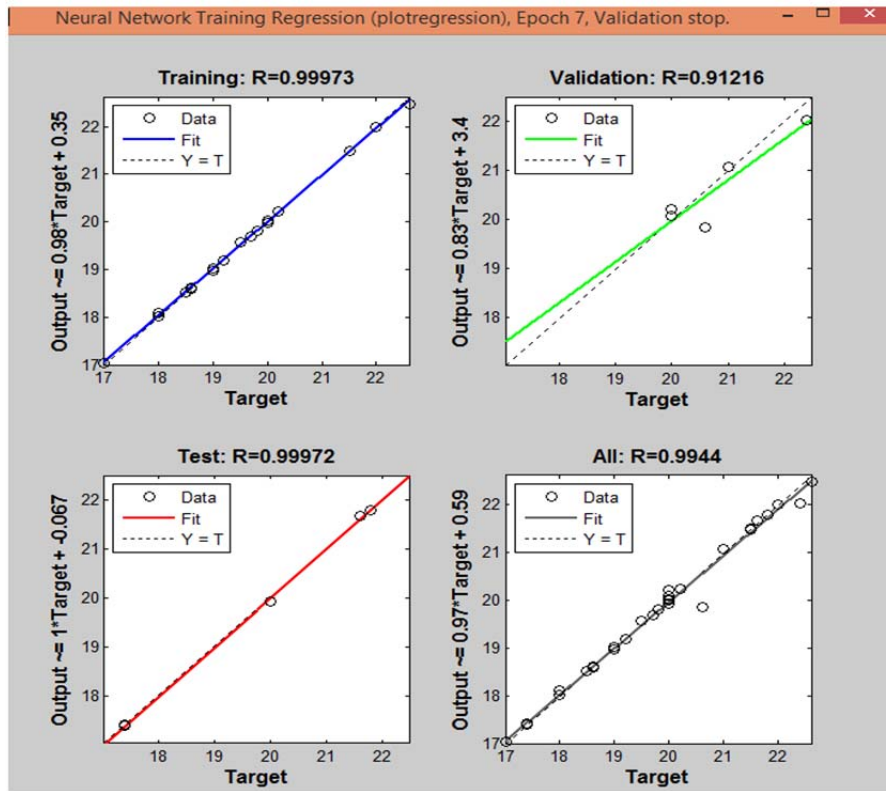 Neural Network Training Regression (plotregression), Epoch 7, Validation stop.
Training: R=0.99973
Output ~= 0.98*Target + 0.35
Data
Fit
Y = T
22
21
20
19
18
17
17 18 19 20 21 22
Target
Validation: R=0.91216
Output ~= 0.83*Target + 3.4
Data
Fit
Y = T
22
21
20
19
18
18 19 20 21 22
Target
Test: R=0.99972
Output ~= 1*Target + -0.067
Data
Fit
Y = T
22
21
20
19
18
18 19 20 21 22
Target
All: R=0.9944
Output ~= 0.97*Target + 0.59
Data
Fit
Y = T
22
21
20
19
18
17
17 18 19 20 21 22
Target